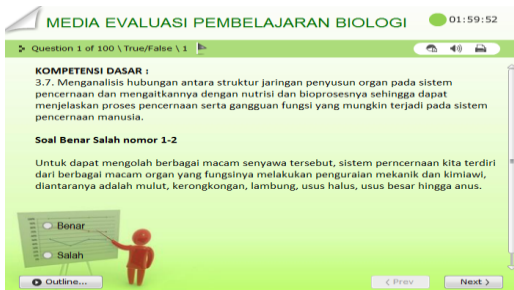 MEDIA EVALUASI PEMBELAJARAN BIOLOGI
01:59:52
Question 1 of 100 \ True/False \ 1
KOMPETENSI DASAR :
3.7. Menganalisis hubungan antara struktur jaringan penyusun organ pada sistem
pencernaan dan mengaitkannya dengan nutrisi dan bioprosesnya sehingga dapat
menjelaskan proses pencernaan serta gangguan fungsi yang mungkin terjadi pada sistem
pencernaan manusia.
Soal Benar Salah nomor 1-2
Untuk dapat mengolah berbagai macam senyawa tersebut, sistem perncernaan kita terdiri
dari berbagai macam organ yang fungsinya melakukan penguraian mekanik dan kimiawi,
diantaranya adalah mulut, kerongkongan, lambung, usus halus, usus besar hingga anus.
Benar
Salah
Outline...
Prev
Next